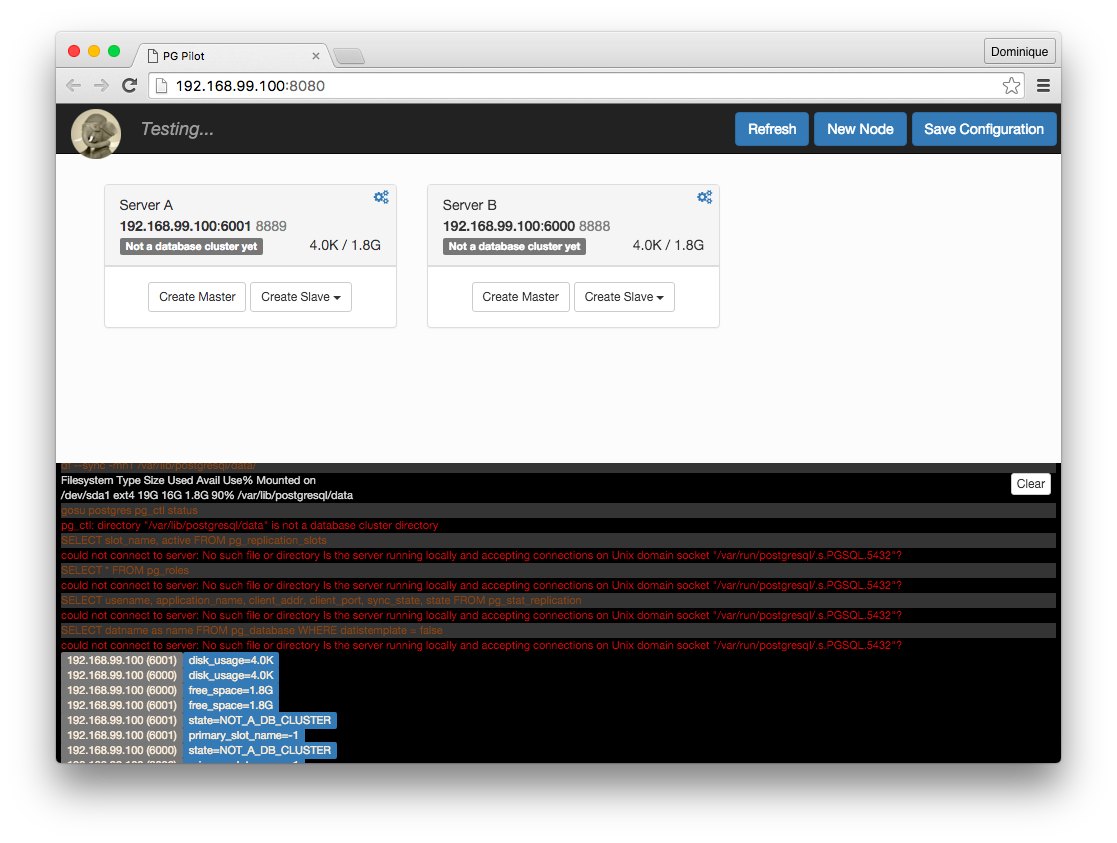 PG Pilot
Dominique
192.168.99.100:8080
Testing...
Refresh
New Node
Save Configuration
Server A
192.168.99.100:6001 8889
Not a database cluster yet
4.0K / 1.8G
Create Master
Create Slave
Server B
192.168.99.100:6000 8888
Not a database cluster yet
4.0K / 1.8G
Create Master
Create Slave
Clear
/var/lib/postgresql/data/
Filesystem Type Size Used Avail Use% Mounted on
/dev/sda1 ext4 19G 16G 1.8G 90% /var/lib/postgresql/data
gosu postgres pg_ctl status
pg_ctl: directory "/var/lib/postgresql/data" is not a database cluster directory
SELECT slot_name, active FROM pg_replication_slots
could not connect to server: No such file or directory Is the server running locally and accepting connections on Unix domain socket "/var/run/postgresql/.s.PGSQL.5432"?
SELECT * FROM pg_roles
could not connect to server: No such file or directory Is the server running locally and accepting connections on Unix domain socket "/var/run/postgresql/.s.PGSQL.5432"?
SELECT usename, application_name, client_addr, client_port, sync_state, state FROM pg_stat_replication
could not connect to server: No such file or directory Is the server running locally and accepting connections on Unix domain socket "/var/run/postgresql/.s.PGSQL.5432"?
SELECT datname as name FROM pg_database WHERE datistemplate = false
could not connect to server: No such file or directory Is the server running locally and accepting connections on Unix domain socket "/var/run/postgresql/.s.PGSQL.5432"?
192.168.99.100 (6001) disk_usage=4.0K
192.168.99.100 (6000) disk_usage=4.0K
192.168.99.100 (6000) free_space=1.8G
192.168.99.100 (6001) free_space=1.8G
192.168.99.100 (6001) state=NOT_A_DB_CLUSTER
192.168.99.100 (6001) primary_slot_name=-1
192.168.99.100 (6000) state=NOT_A_DB_CLUSTER